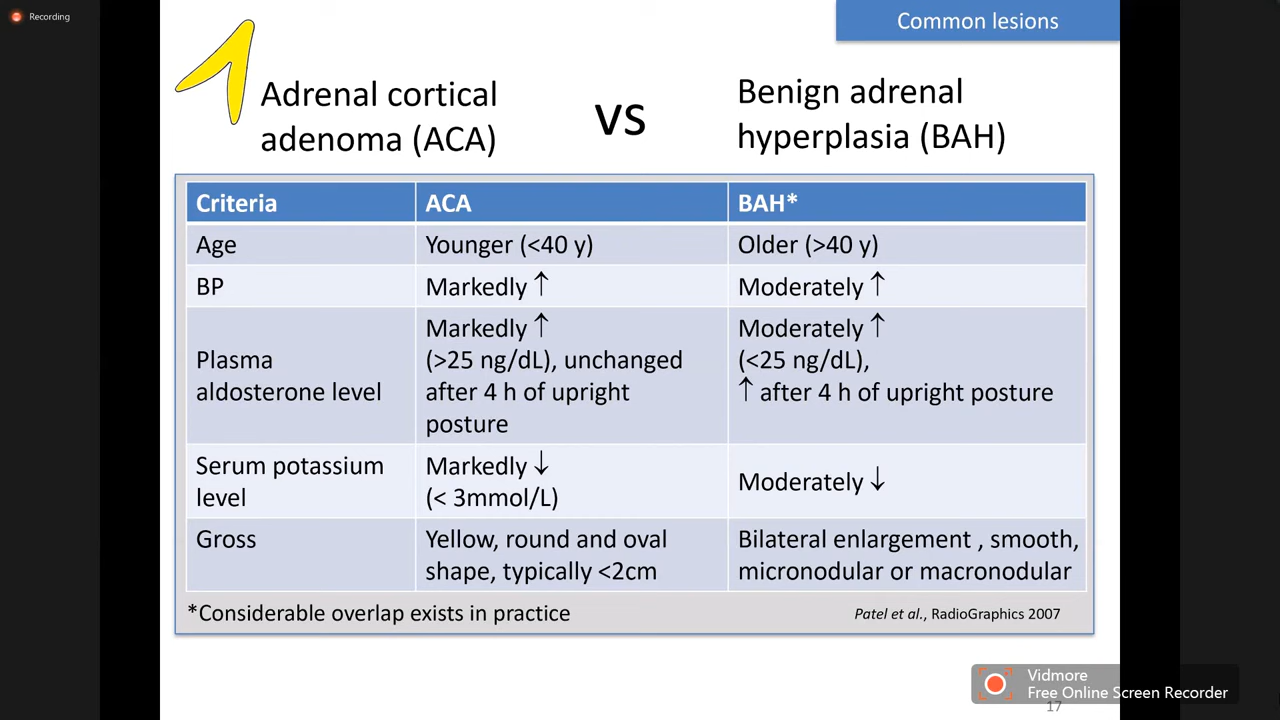 Recording
Common lesions
Adrenal cortical
adenoma (ACA)
vs
Benign adrenal
hyperplasia (BAH)
Criteria
ACA
BAH*
Age
Younger (<40 y)
Older (>40 y)
BP
Markedly ↑
Moderately ↑
Plasma
aldosterone level
Markedly ↑
(>25 ng/dL), unchanged
after 4 h of upright
posture
Moderately ↑
(<25 ng/dL),
↑ after 4 h of upright posture
Serum potassium
level
Markedly ↓
(< 3mmol/L)
Moderately ↓
Gross
Yellow, round and oval
shape, typically <2cm
Bilateral enlargement , smooth,
micronodular or macronodular
*Considerable overlap exists in practice
Patel et al., RadioGraphics 2007
Vidmore
Free Online Screen Recorder
17